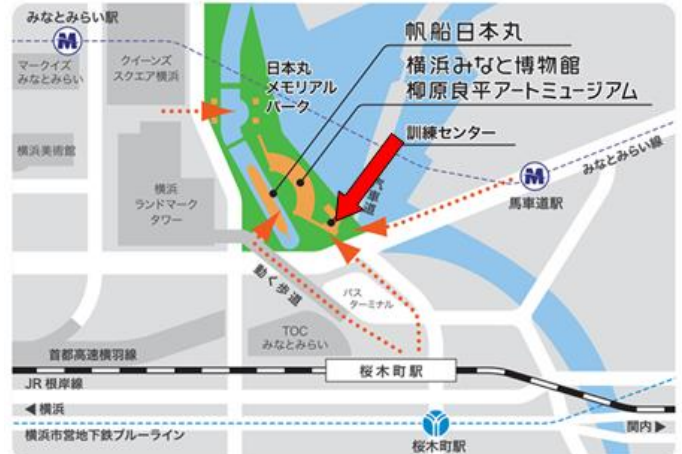 みなとみらい駅
M
マークイズ
みなとみらい
クイーンズ
スクエア横浜
日本丸
メモリアル
パーク
帆船日本丸
横浜みなと博物館
柳原良平アートミュージアム
訓練センター
汽車道
みなとみらい線
M
馬車道駅
横浜美術館
横浜
ランドマーク
タワー
動く歩道
バス
ターミナル
TOC
みなとみらい
首都高速横羽線
桜木町駅
JR 根岸線
◀横浜
関内▶
横浜市営地下鉄ブルーライン
桜木町駅